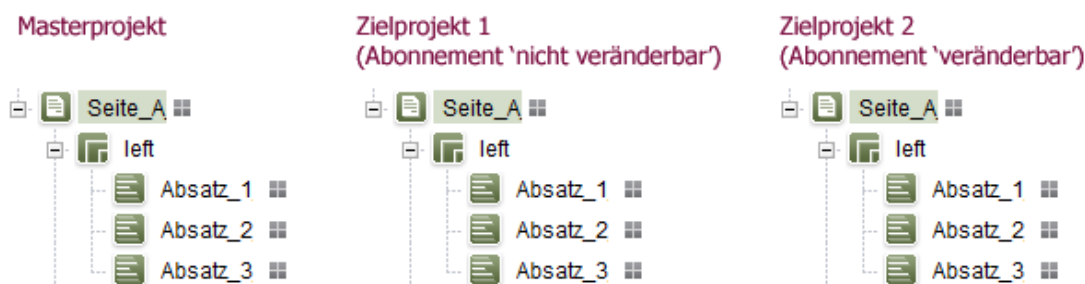 Masterprojekt
Seite_A
left
Absatz_1
Absatz_2
Absatz_3
Zielprojekt 1
(Abonnement 'nicht veränderbar')
Seite_A
left
Absatz_1
Absatz_2
Absatz_3
Zielprojekt 2
(Abonnement 'veränderbar')
Seite_A
left
Absatz_1
Absatz_2
Absatz_3